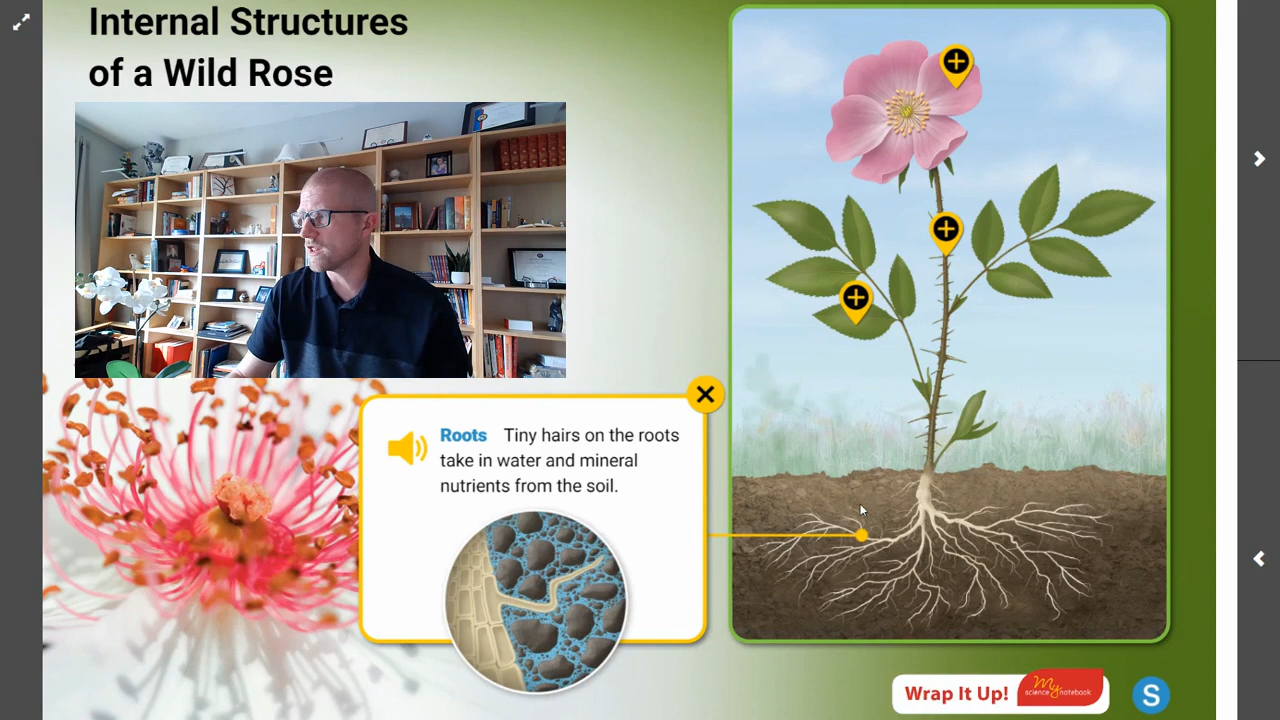 Internal Structures
of a Wild Rose
Roots Tiny hairs on the roots
take in water and mineral
nutrients from the soil.
Wrap It Up!
My
science notebook
S